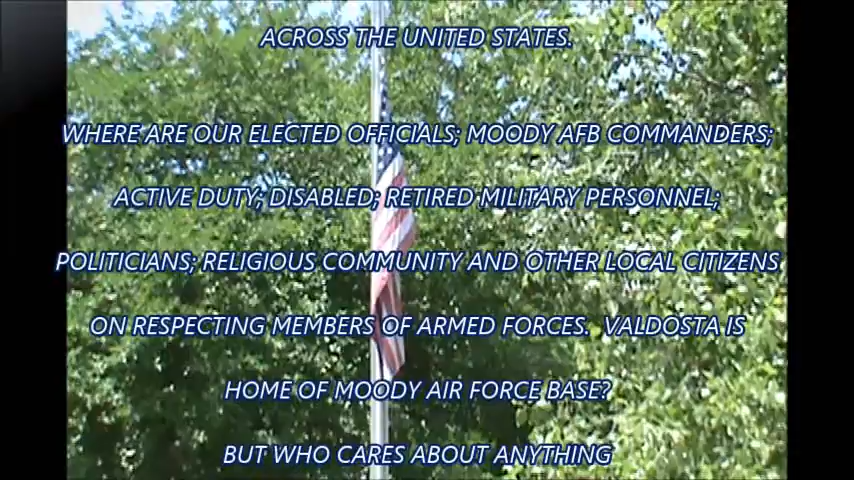 ACROSS THE UNITED STATES.
WHERE ARE OUR ELECTED OFFICIALS; MOODY AFB COMMANDERS;
ACTIVE DUTY; DISABLED; RETIRED MILITARY PERSONNEL;
POLITICIANS; RELIGIOUS COMMUNITY AND OTHER LOCAL CITIZENS
ON RESPECTING MEMBERS OF ARMED FORCES. VALDOSTA IS
HOME OF MOODY AIR FORCE BASE?
BUT WHO CARES ABOUT ANYTHING